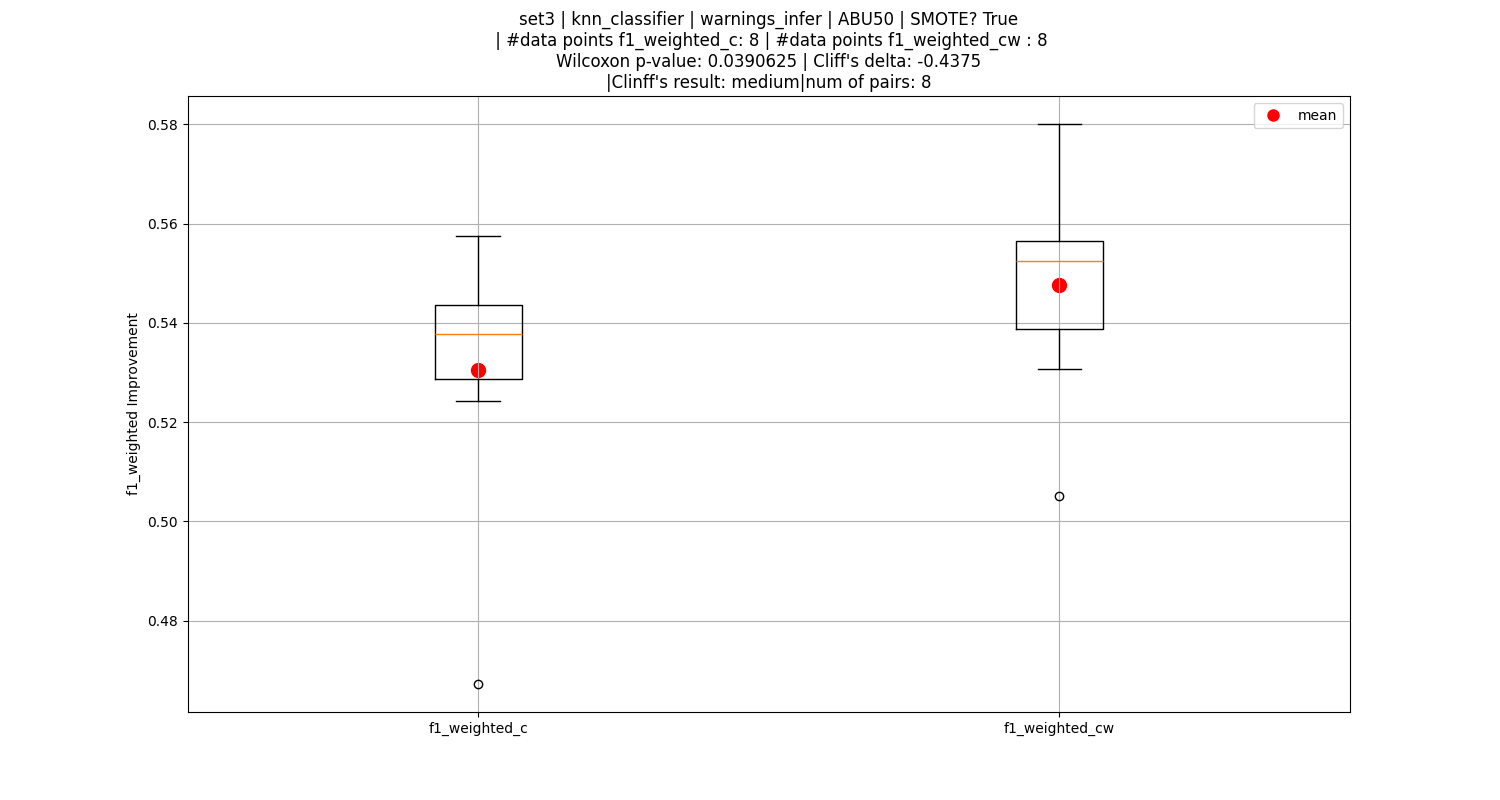 set3 | knn_classifier | warnings_infer | ABU50 | SMOTE? True
| #data points f1_weighted_c: 8 | #data points f1_weighted_cw : 8
Wilcoxon p-value: 0.0390625 | Cliff's delta: -0.4375
|Clinff's result: medium|num of pairs: 8
mean
0.58
0.56
0.54
0.52
0.50
0.48
f1_weighted Improvement
f1_weighted_c
f1_weighted_cw